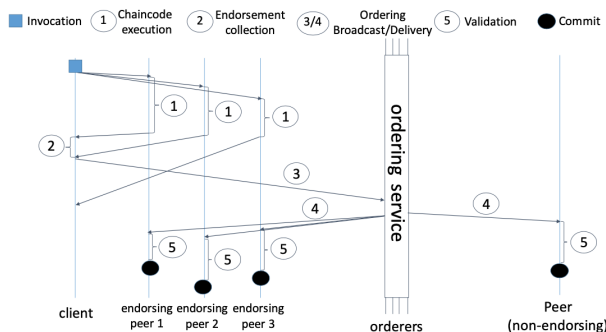 Invocation
1 Chaincode
execution
2 Endorsement
collection
3/4 Ordering
Broadcast/Delivery
5 Validation
Commit
1
1
1
2
3
4
4
5
5
5
5
ordering service
client
endorsing
peer 1
endorsing
peer 2
endorsing
peer 3
orderers
Peer
(non-endorsing)